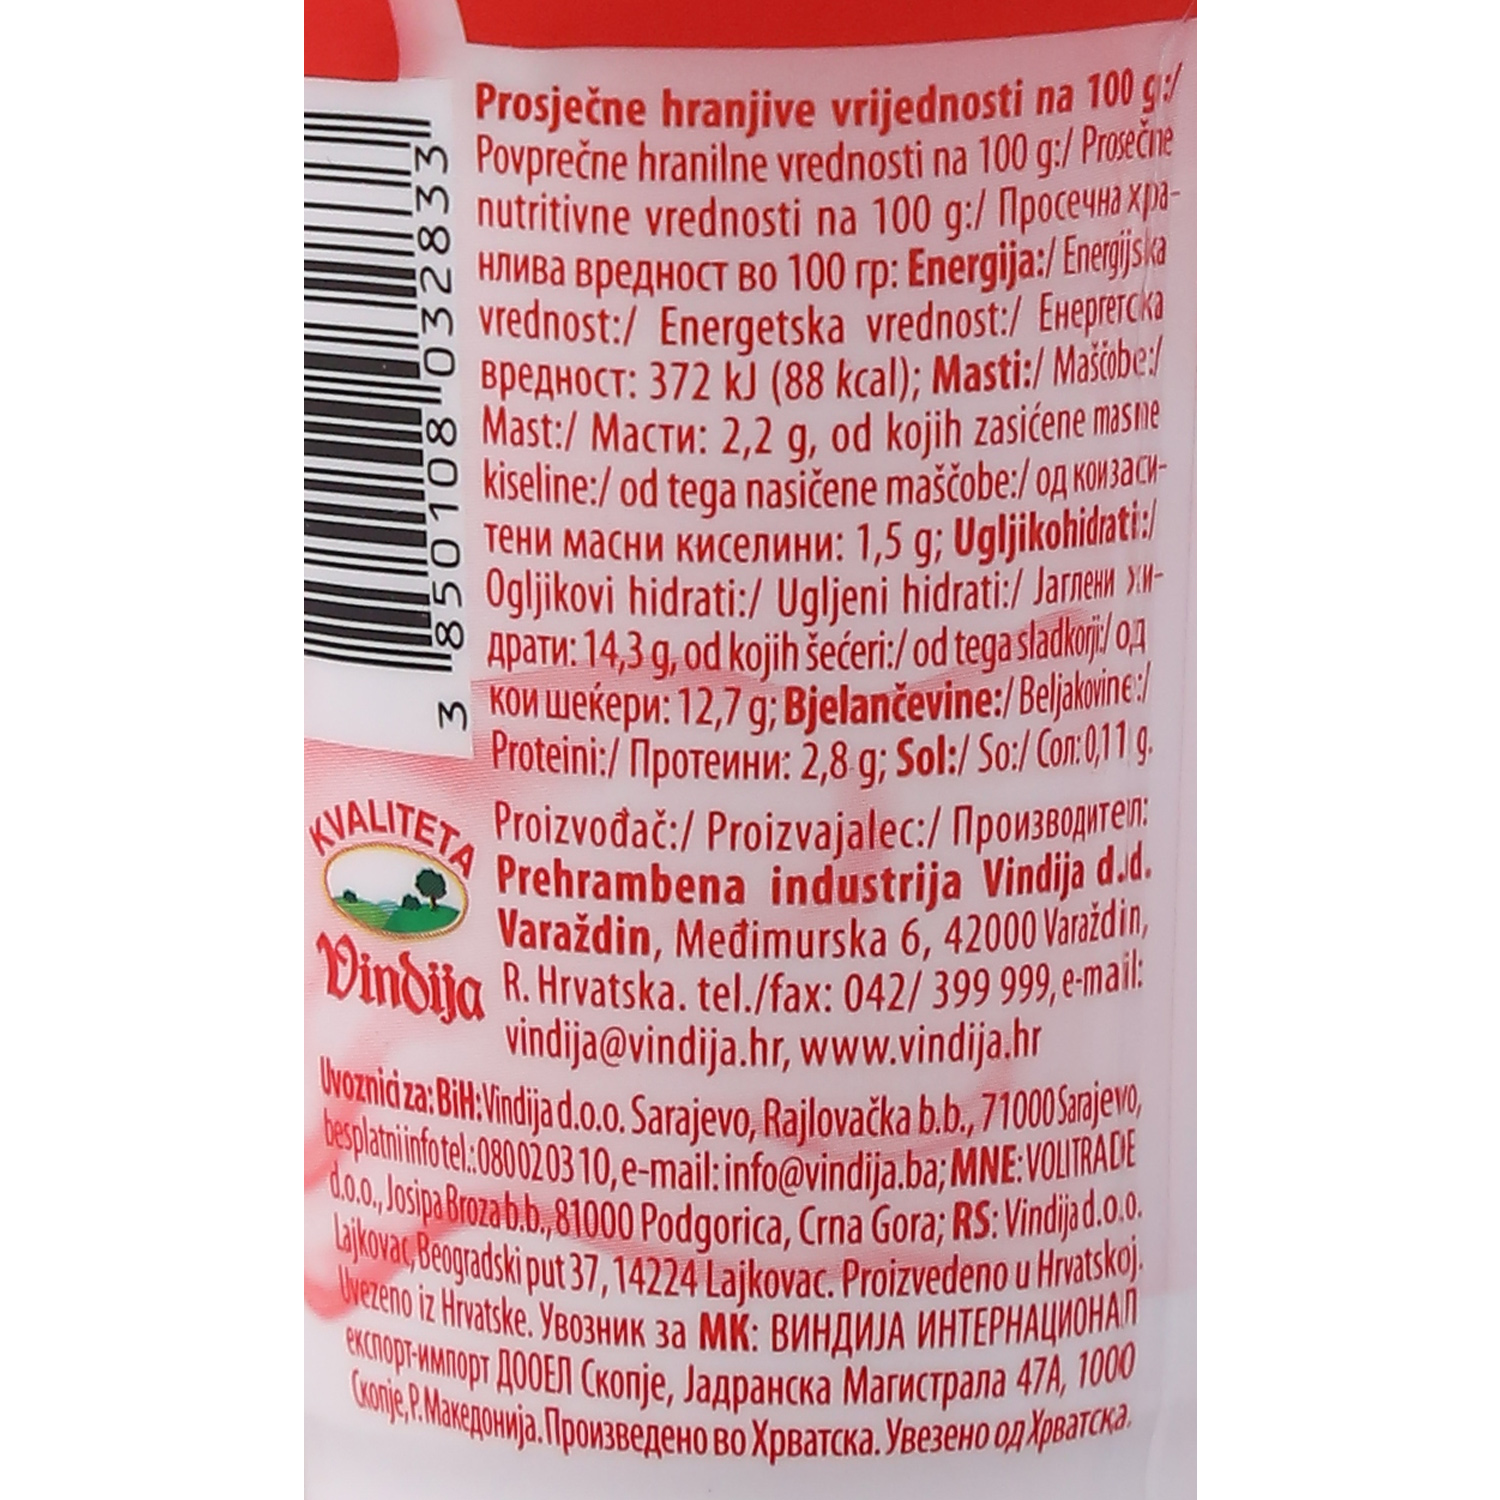 Prosječne hranjive vrijednosti na 100 g:/
Povprečne hranilne vrednosti na 100 g:/ Prosečne
nutritivne vrednosti na 100 g:/ Просечна хра-
нлива вредност во 100 гр: Energija:/ Energijska
vrednost:/ Energetska vrednost:/ Енергетска
вредност: 372 kJ (88 kcal); Masti:/ Maščobe:/
Mast:/ Масти: 2,2 g, od kojih zasićene masne
kiseline:/ od tega nasičene maščobe:/ од кои заси-
тени масни киселини: 1,5 g; Ugljikohidrati:/
Ogljikovi hidrati:/ Ugljeni hidrati:/ Јаглени хи-
драти: 14,3 g, od kojih šećeri:/ od tega sladkorji:/ од
кои шеќери: 12,7 g; Bjelančevine:/ Beljakovine:/
Proteini:/ Протеини: 2,8 g; Sol:/ So:/ Сол: 0,11 g.
3 850108 032833
KVALITETA
Vindija
Proizvođač:/ Proizvajalec:/ Производител:
Prehrambena industrija Vindija d.d.
Varaždin, Međimurska 6, 42000 Varaždin,
R. Hrvatska. tel./fax: 042/ 399 999, e-mail:
vindija@vindija.hr, www.vindija.hr
Uvoznici za: BiH: Vindija d.o.o. Sarajevo, Rajlovačka b.b., 71000 Sarajevo,
besplatni info tel.: 080020310, e-mail: info@vindija.ba; MNE: VOLITRADE
d.o.o., Josipa Broza b.b., 81000 Podgorica, Crna Gora; RS: Vindija d.o.o.
Lajkovac, Beogradski put 37, 14224 Lajkovac. Proizvedeno u Hrvatskoj.
Uvezeno iz Hrvatske. Увозник за MK: ВИНДИЈА ИНТЕРНАЦИОНАЛ
експорт-импорт ДООЕЛ Скопје, Јадранска Магистрала 47А, 1000
Скопје, Р. Македонија. Произведено во Хрватска. Увезено од Хрватска.